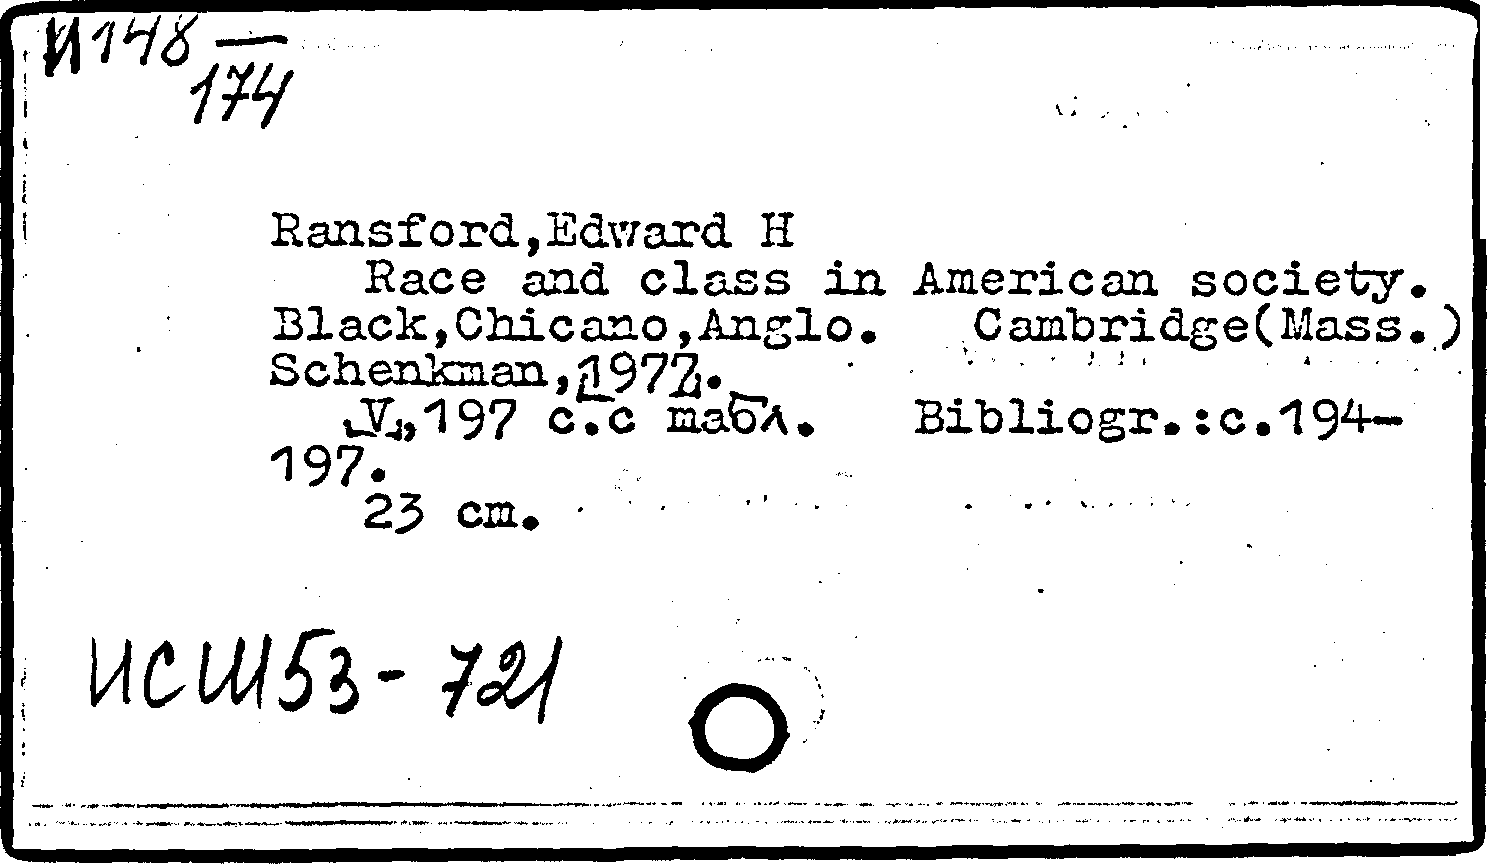 И148 —
174
Ransford,Edward H
Race and class in American society.
Black,Chicano,Anglo. Cambridge(Mass.)
Schenkman,[1977].
[V],197 c.c табл. Bibliogr.:c.194-
197.
23 cm.
ИСШ53-721